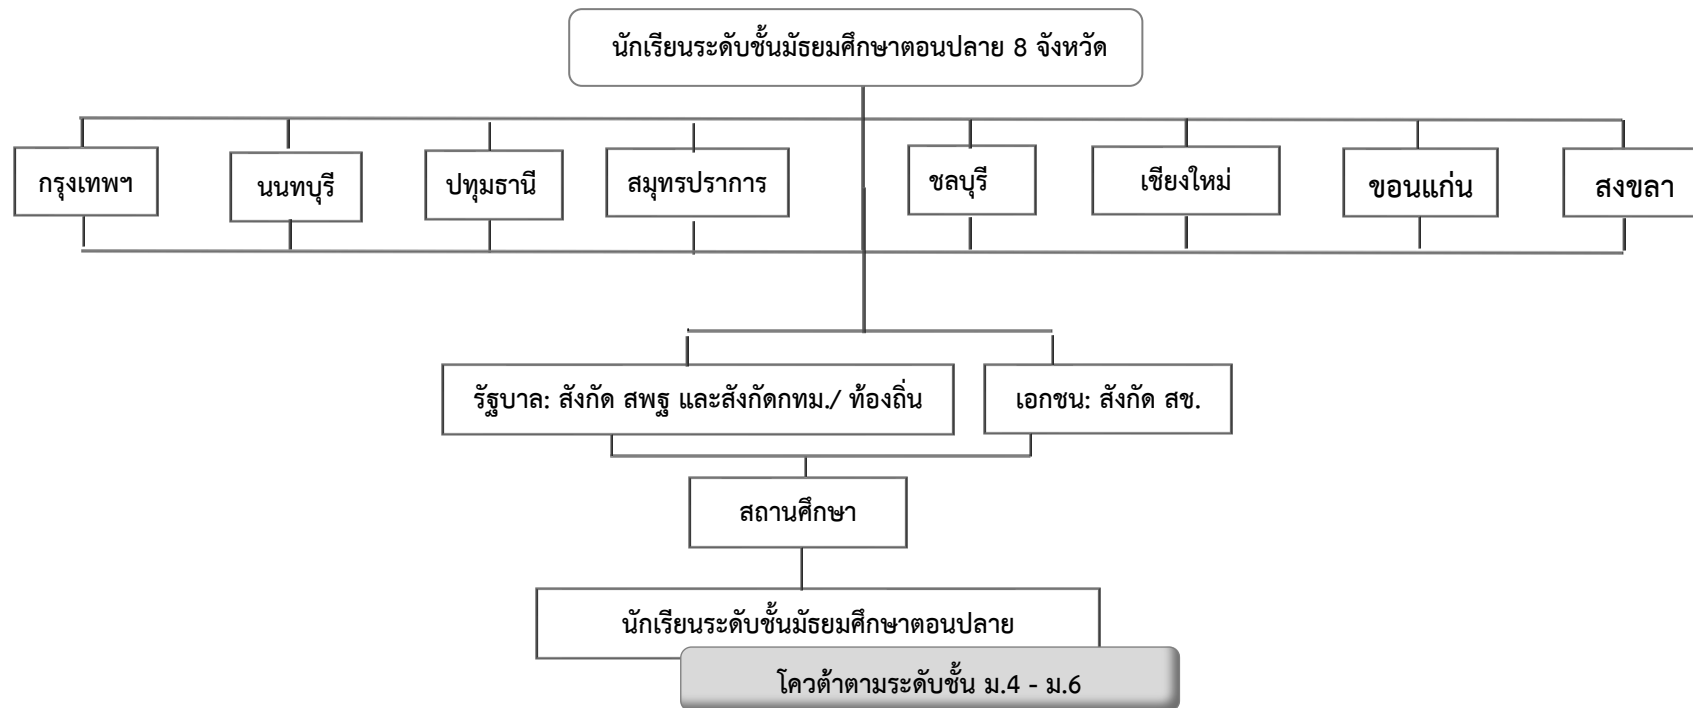 นักเรียนระดับชั้นมัธยมศึกษาตอนปลาย 8 จังหวัด
กรุงเทพฯ
นนทบุรี
ปทุมธานี
สมุทรปราการ
ชลบุรี
เชียงใหม่
ขอนแก่น
สงขลา
รัฐบาล: สังกัด สพฐ และสังกัดกทม./ ท้องถิ่น
เอกชน: สังกัด สช.
สถานศึกษา
นักเรียนระดับชั้นมัธยมศึกษาตอนปลาย
โควต้าตามระดับชั้น ม.4 - ม.6